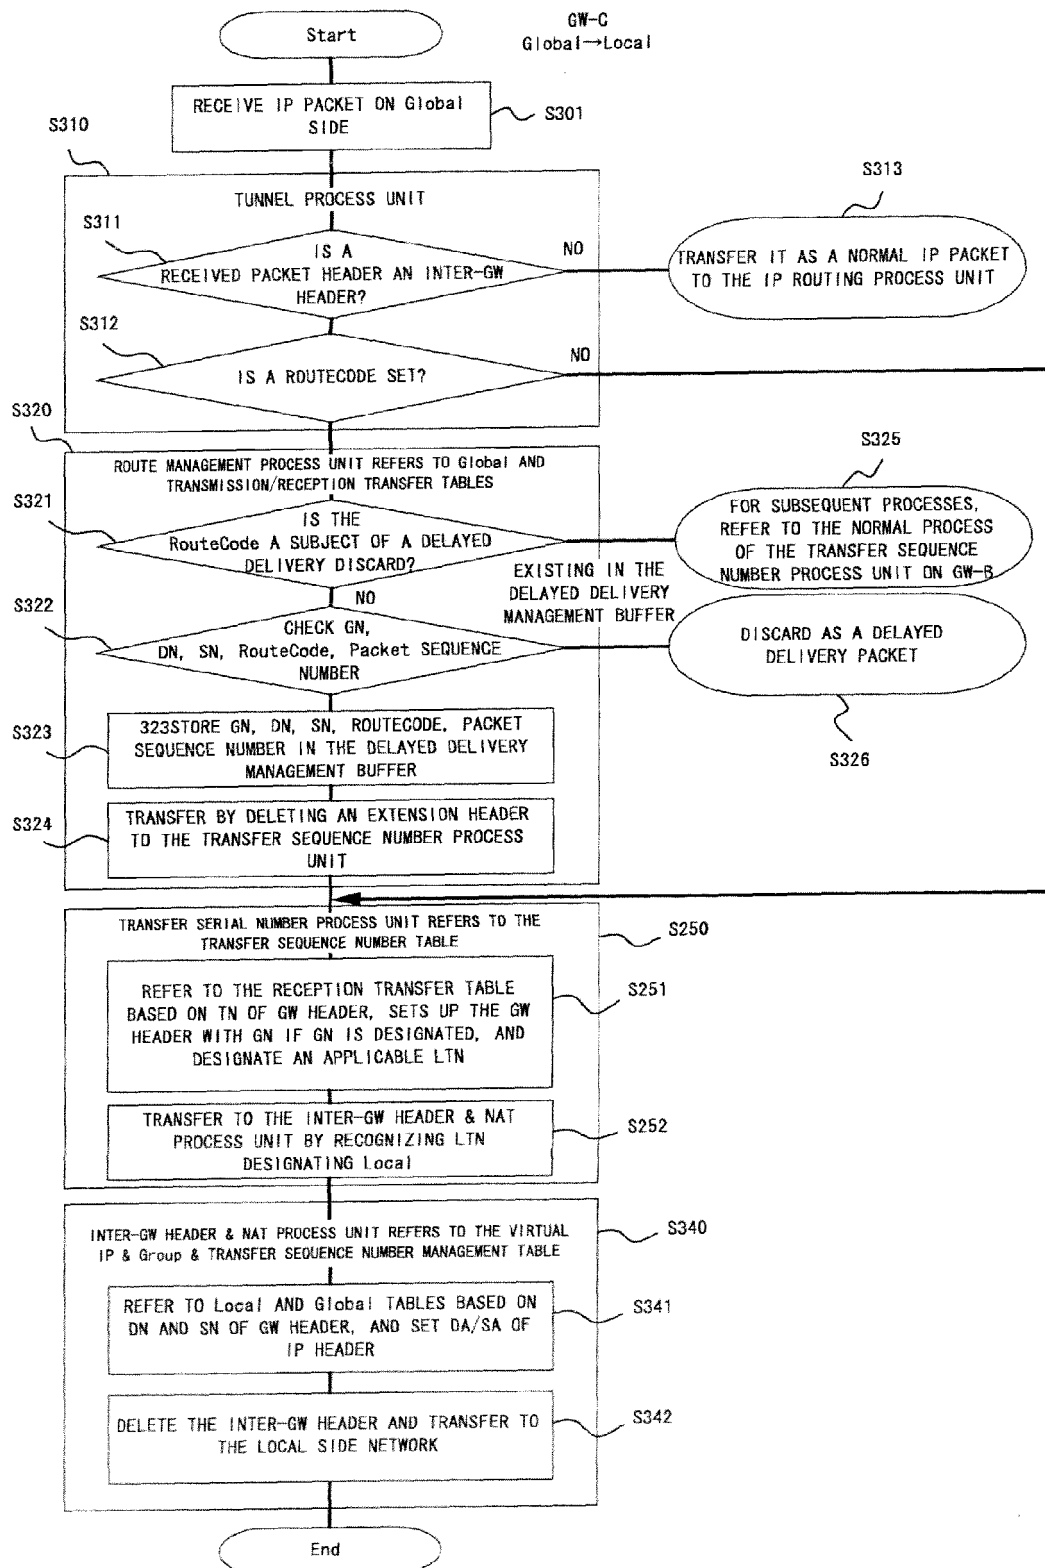 GW-C
Global→Local
Start
RECEIVE IP PACKET ON Global
SIDE
S301
S310
TUNNEL PROCESS UNIT
S311
IS A
RECEIVED PACKET HEADER AN INTER-GW
HEADER?
NO
S313
TRANSFER IT AS A NORMAL IP PACKET
TO THE IP ROUTING PROCESS UNIT
S312
IS A ROUTECODE SET?
NO
S320
ROUTE MANAGEMENT PROCESS UNIT REFERS TO Global AND
TRANSMISSION/RECEPTION TRANSFER TABLES
S321
IS THE
RouteCode A SUBJECT OF A DELAYED
DELIVERY DISCARD?
S325
FOR SUBSEQUENT PROCESSES,
REFER TO THE NORMAL PROCESS
OF THE TRANSFER SEQUENCE
NUMBER PROCESS UNIT ON GW-B
NO
EXISTING IN THE
DELAYED DELIVERY
MANAGEMENT BUFFER
S322
CHECK GN,
DN, SN, RouteCode, Packet SEQUENCE
NUMBER
DISCARD AS A DELAYED
DELIVERY PACKET
S326
S323
323STORE GN, DN, SN, ROUTECODE, PACKET
SEQUENCE NUMBER IN THE DELAYED DELIVERY
MANAGEMENT BUFFER
S324
TRANSFER BY DELETING AN EXTENSION HEADER
TO THE TRANSFER SEQUENCE NUMBER PROCESS
UNIT
TRANSFER SERIAL NUMBER PROCESS UNIT REFERS TO THE
TRANSFER SEQUENCE NUMBER TABLE
S250
REFER TO THE RECEPTION TRANSFER TABLE
BASED ON TN OF GW HEADER, SETS UP THE GW
HEADER WITH GN IF GN IS DESIGNATED, AND
DESIGNATE AN APPLICABLE LTN
S251
TRANSFER TO THE INTER-GW HEADER & NAT
PROCESS UNIT BY RECOGNIZING LTN
DESIGNATING Local
S252
INTER-GW HEADER & NAT PROCESS UNIT REFERS TO THE VIRTUAL
IP & Group & TRANSFER SEQUENCE NUMBER MANAGEMENT TABLE
S340
REFER TO Local AND Global TABLES BASED ON
DN AND SN OF GW HEADER, AND SET DA/SA OF
IP HEADER
S341
DELETE THE INTER-GW HEADER AND TRANSFER TO
THE LOCAL SIDE NETWORK
S342
End